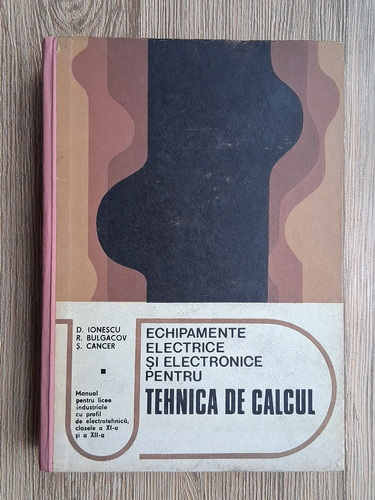 D. IONESCU
R. BULGACOV
Ş. CANCER
Manual
pentru licee
industriale
cu profil
de electrotehnică,
clasele a XI-a
şi a XII-a
ECHIPAMENTE
ELECTRICE
ŞI ELECTRONICE
PENTRU
TEHNICA DE CALCUL